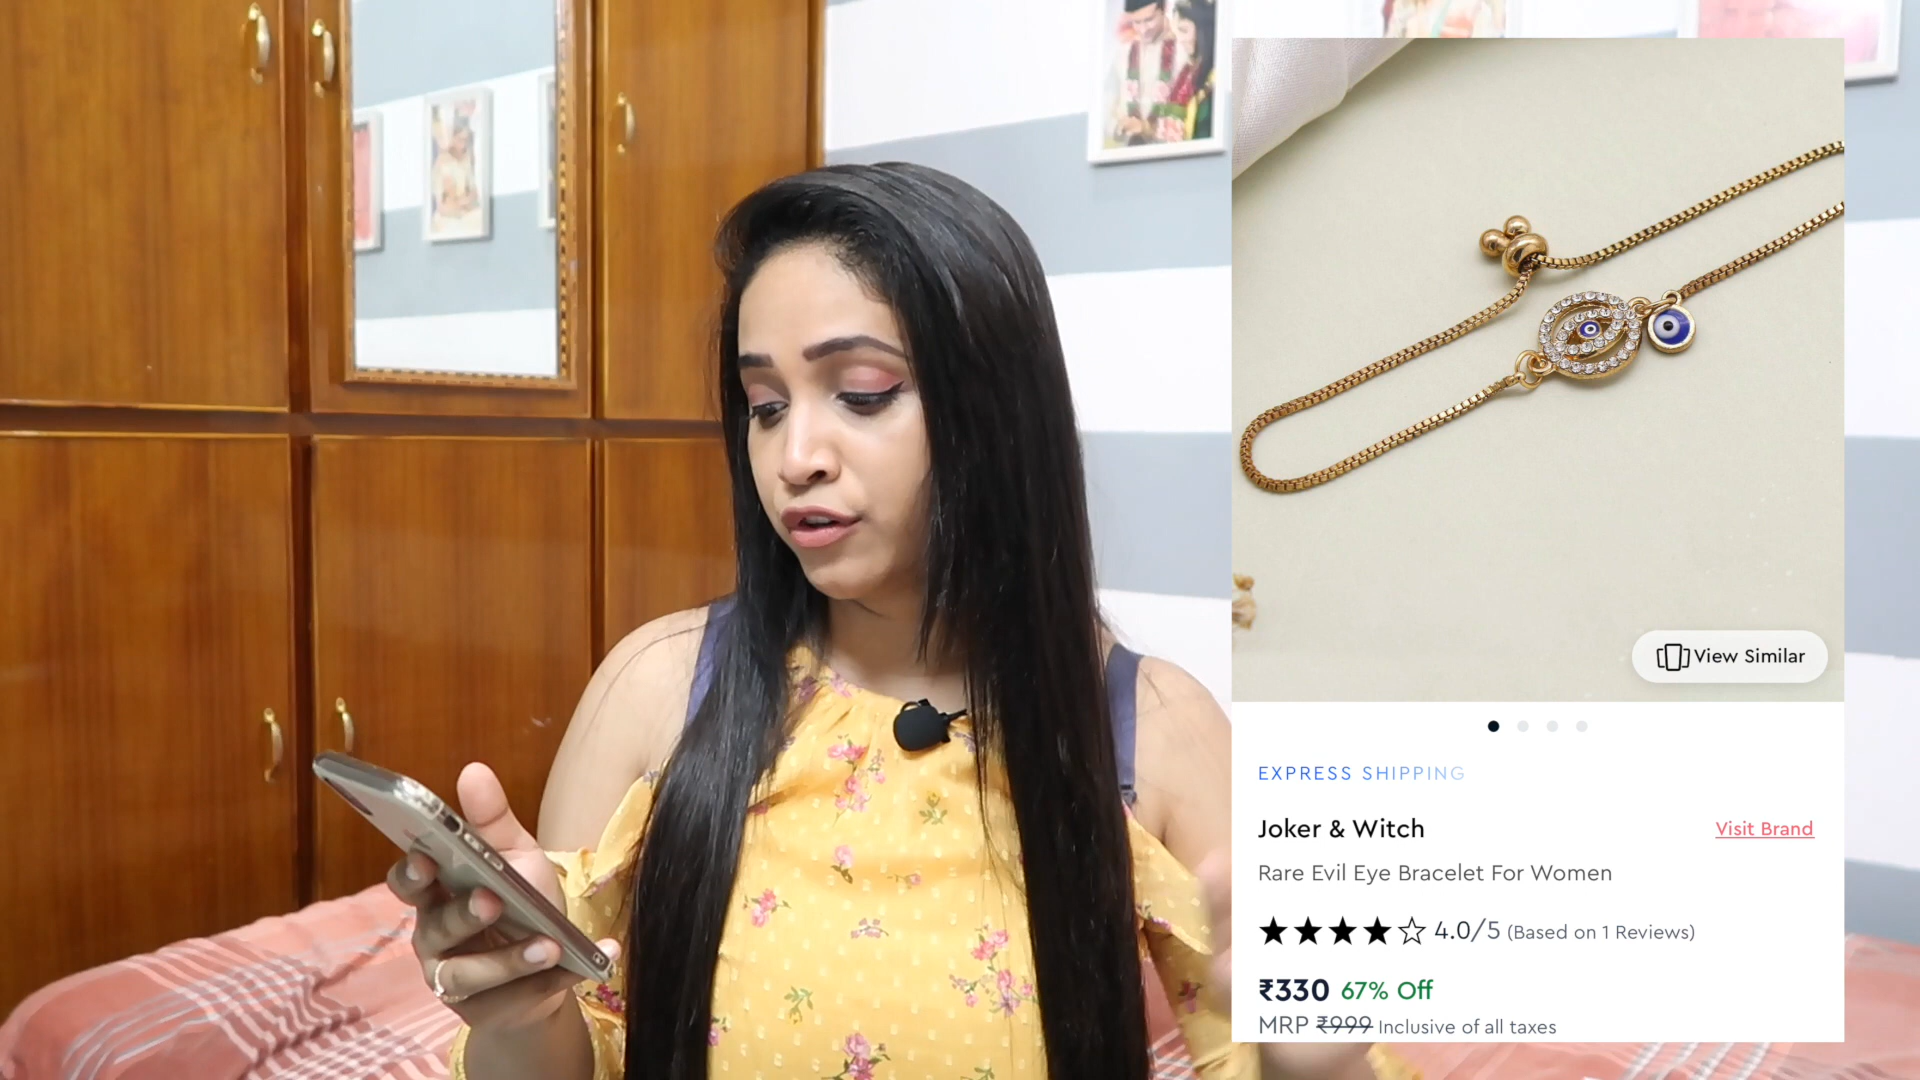 View Similar
EXPRESS SHIPPING
Joker & Witch
Visit Brand
Rare Evil Eye Bracelet For Women
4.0/5 (Based on 1 Reviews)
₹330 67% Off
MRP ₹999 Inclusive of all taxes